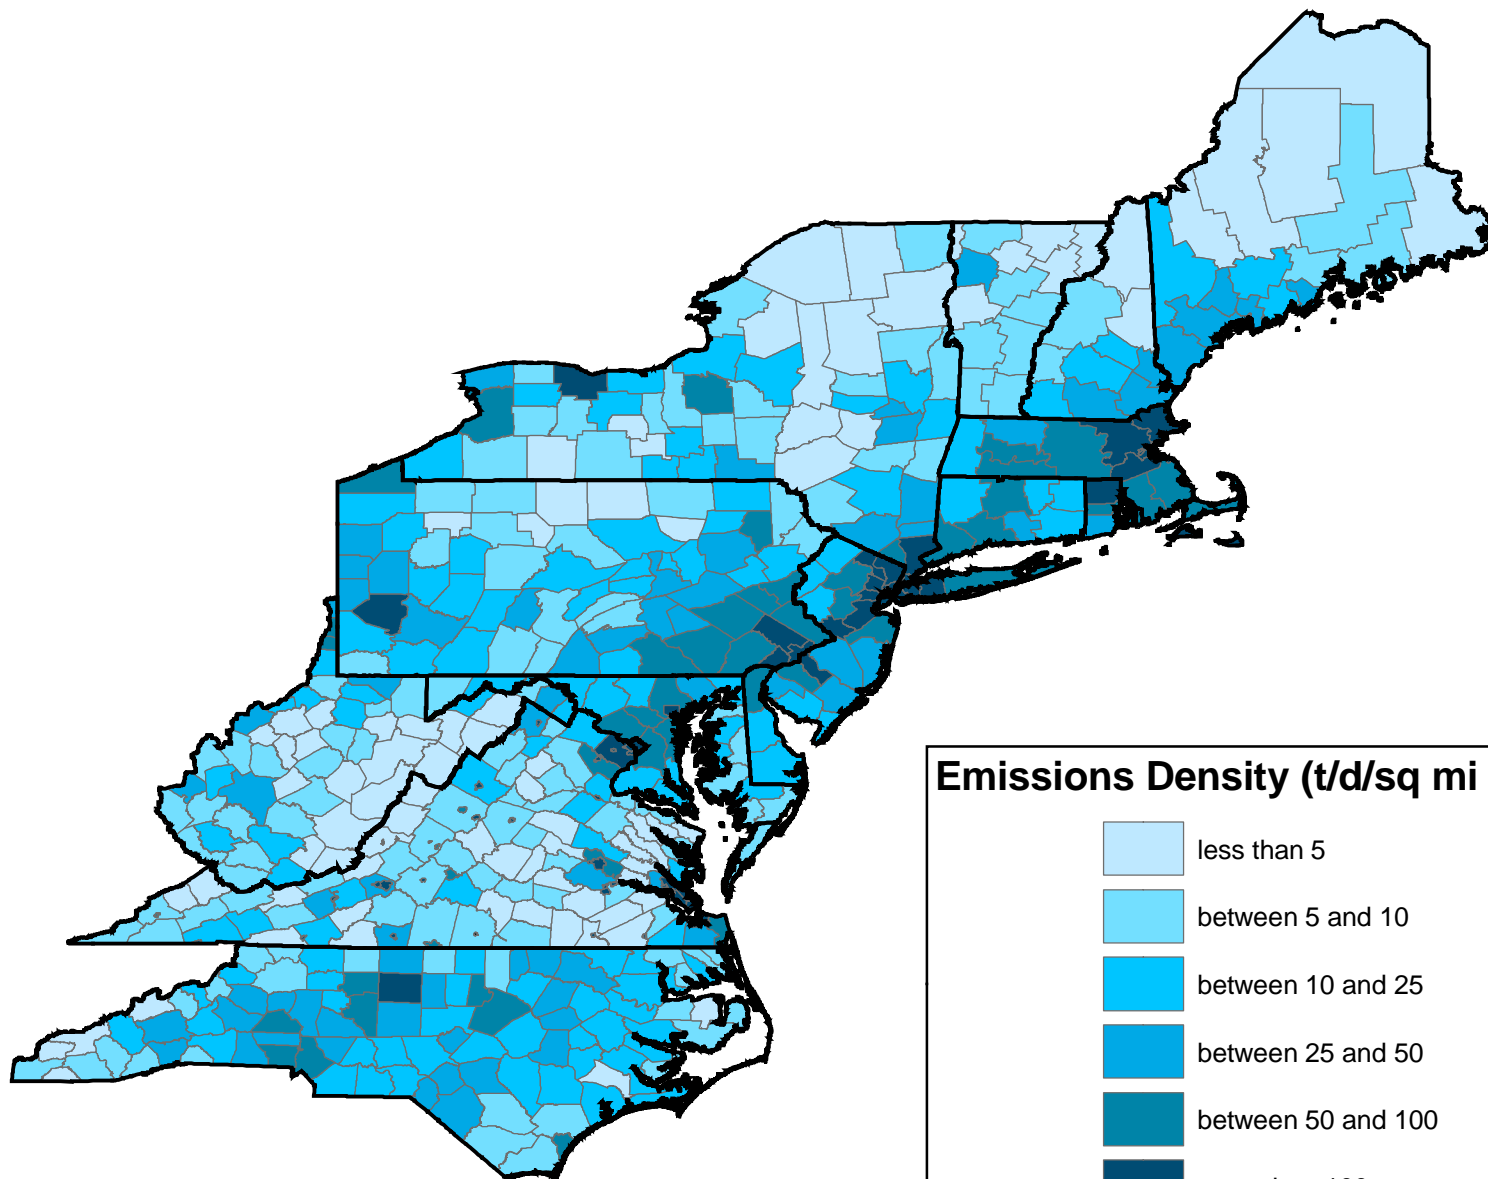 Emissions Density (t/d/sq mi
less than 5
between 5 and 10
between 10 and 25
between 25 and 50
between 50 and 100